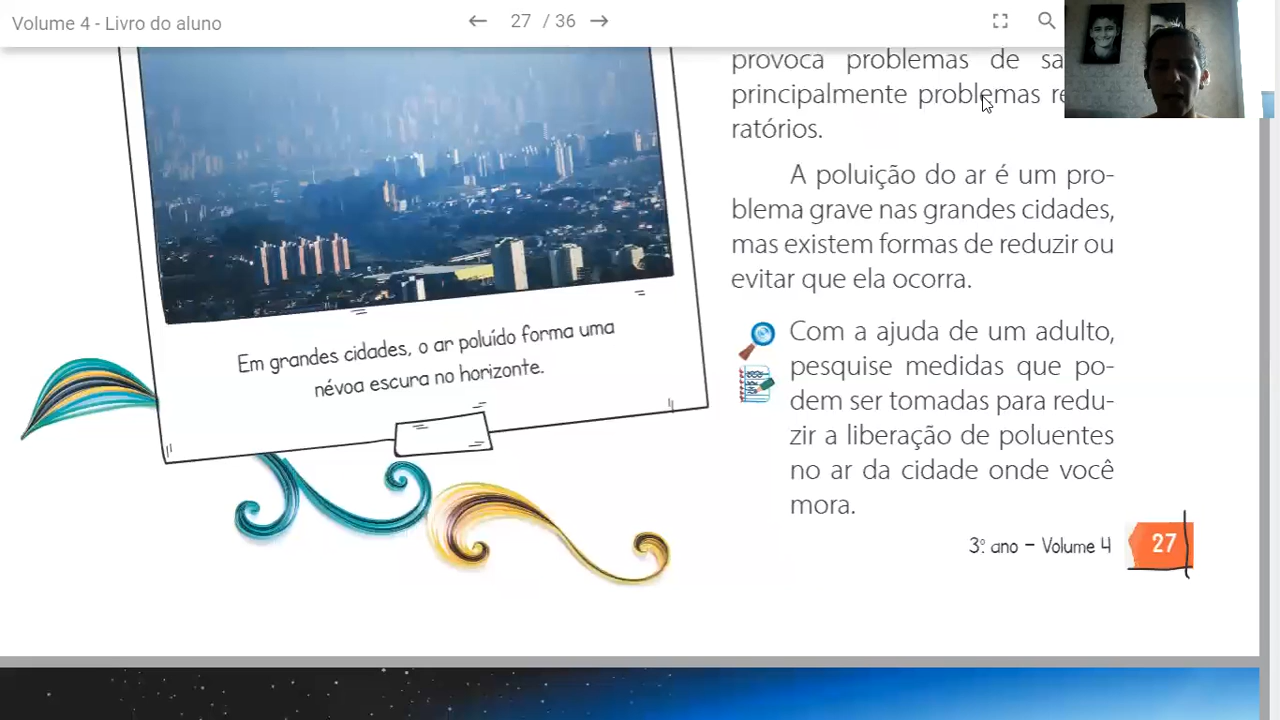 Volume 4 - Livro do aluno
27 / 36
provoca problemas de
principalmente problemas
ratórios.
A poluição do ar é um pro-
blema grave nas grandes cidades,
mas existem formas de reduzir ou
evitar que ela ocorra.
Em grandes cidades, o ar poluído forma uma
névoa escura no horizonte.
Com a ajuda de um adulto,
pesquise medidas que po-
dem ser tomadas para redu-
zir a liberação de poluentes
no ar da cidade onde você
mora.
3º. ano – Volume 4
27